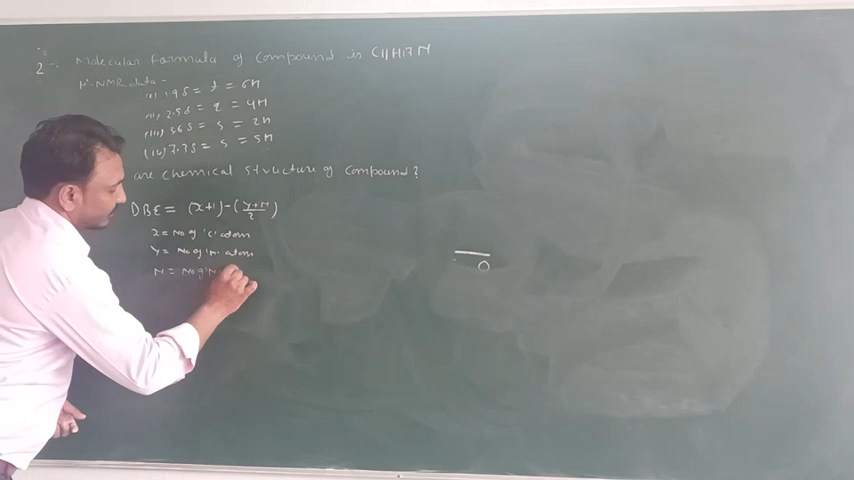 2 :- Molecular formula of compound is C11H17N
H'-NMR data -
(i) 1.9δ = t = 6H
(ii) 2.5δ = q = 4H
(iii) 3.6δ = s = 2H
(iv) 7.3δ = s = 5H
are chemical structure of compound ?
DBE = (x+1)-(y+N/2)
x = No of 'C' atom
y = No of 'H' atom
N = No of 'N